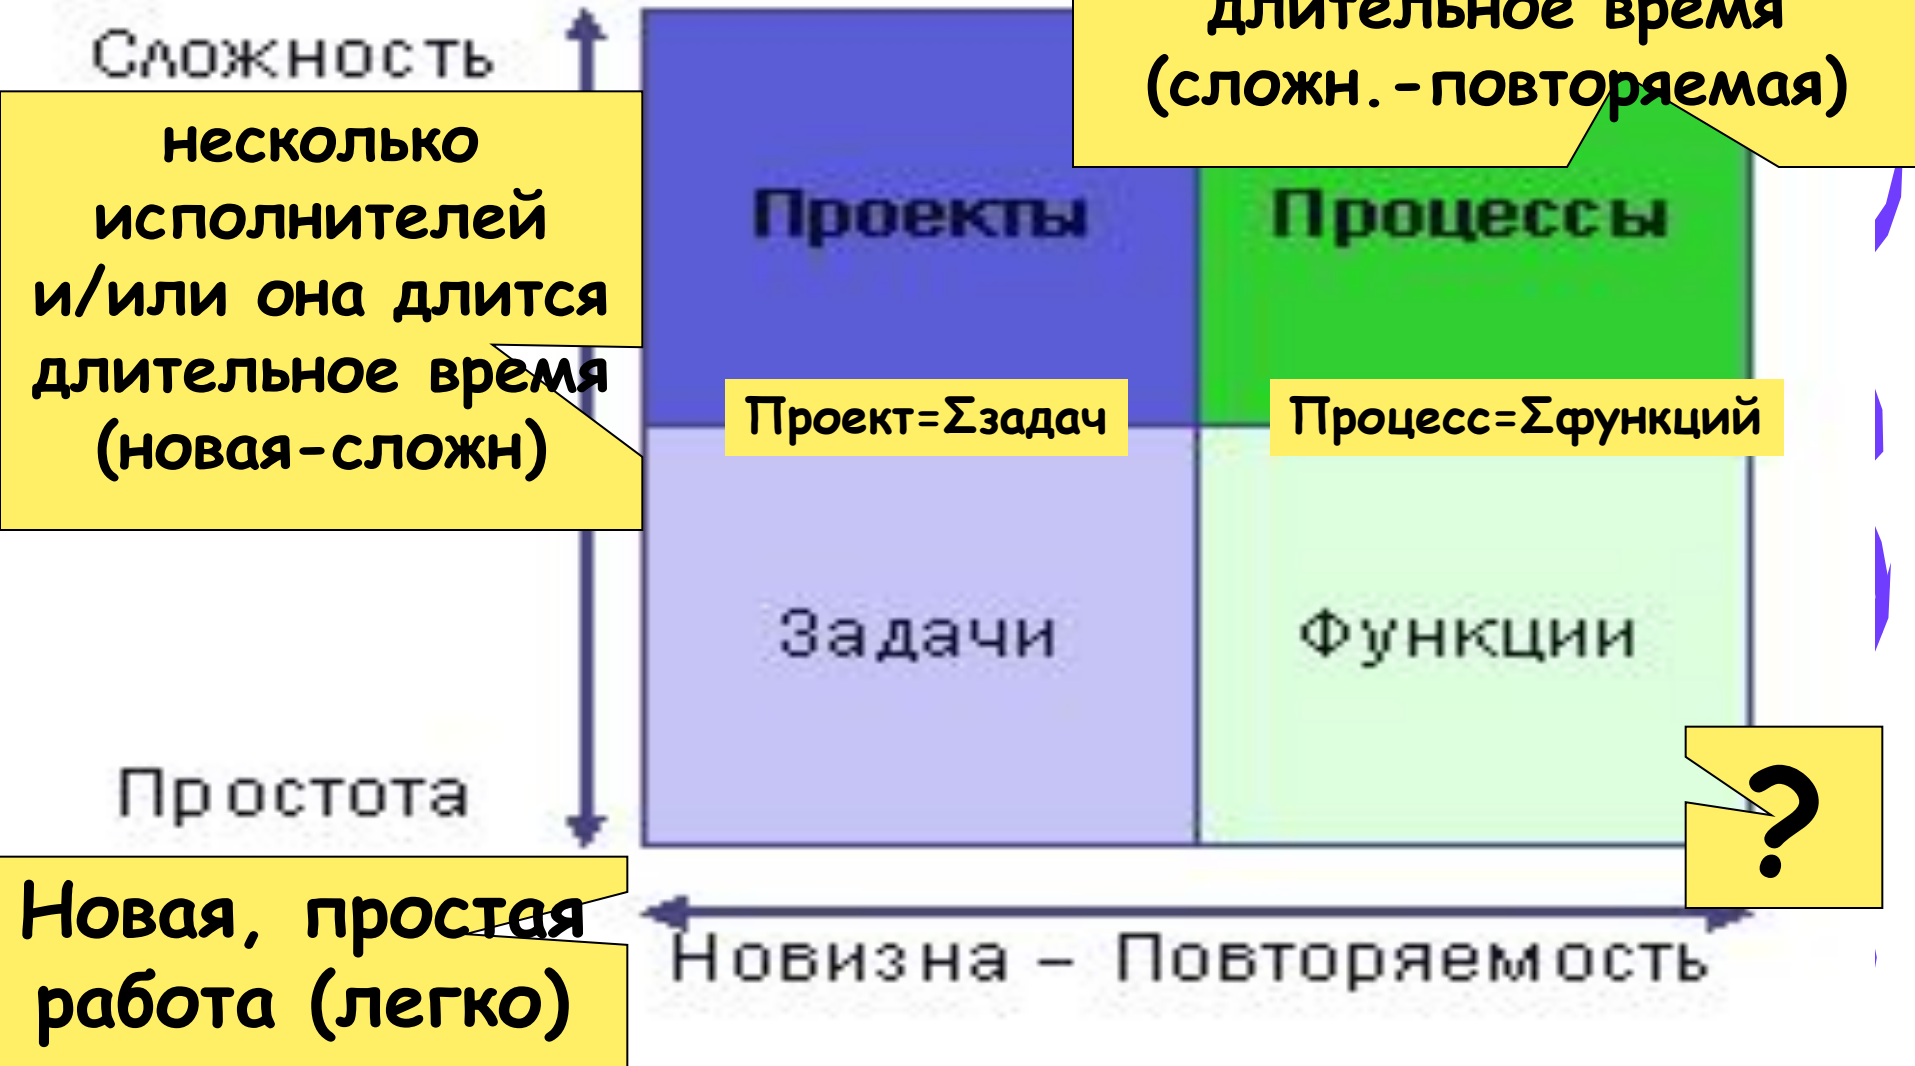 длительное время
(сложн.-повторяемая)
Сложность
несколько
исполнителей
и/или она длится
длительное время
(новая-сложн)
Проекты
Процессы
Проект=Σзадач
Процесс=Σфункций
Задачи
Функции
Простота
?
Новая, простая
работа (легко)
Новизна – Повторяемость